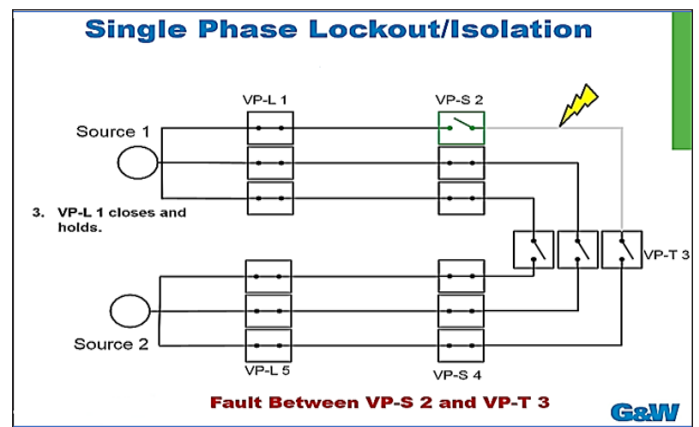 Single Phase Lockout/Isolation
VP-L 1
VP-S 2
Source 1
3. VP-L 1 closes and
holds.
VP-T 3
Source 2
VP-L 5
VP-S 4
Fault Between VP-S 2 and VP-T 3
G&W